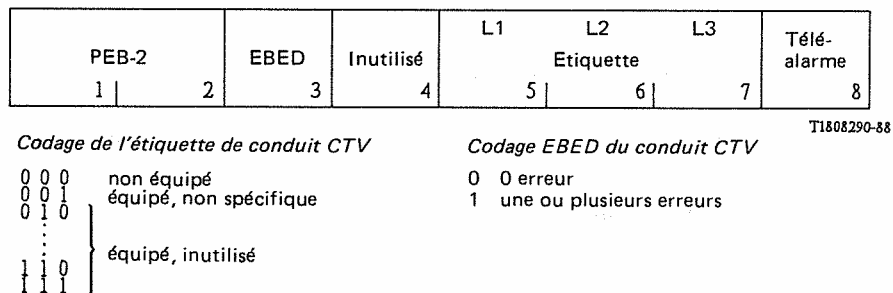 L1 L2 L3
PEB-2 EBED Inutilisé Etiquette Télé-
alarme
1 2 3 4 5 6 7 8
T1808290-88
Codage de l'étiquette de conduit CTV
0 0 0 non équipé
0 0 1 équipé, non spécifique
0 1 0
équipé, inutilisé
1 1 0
1 1 1
Codage EBED du conduit CTV
0 0 erreur
1 une ou plusieurs erreurs